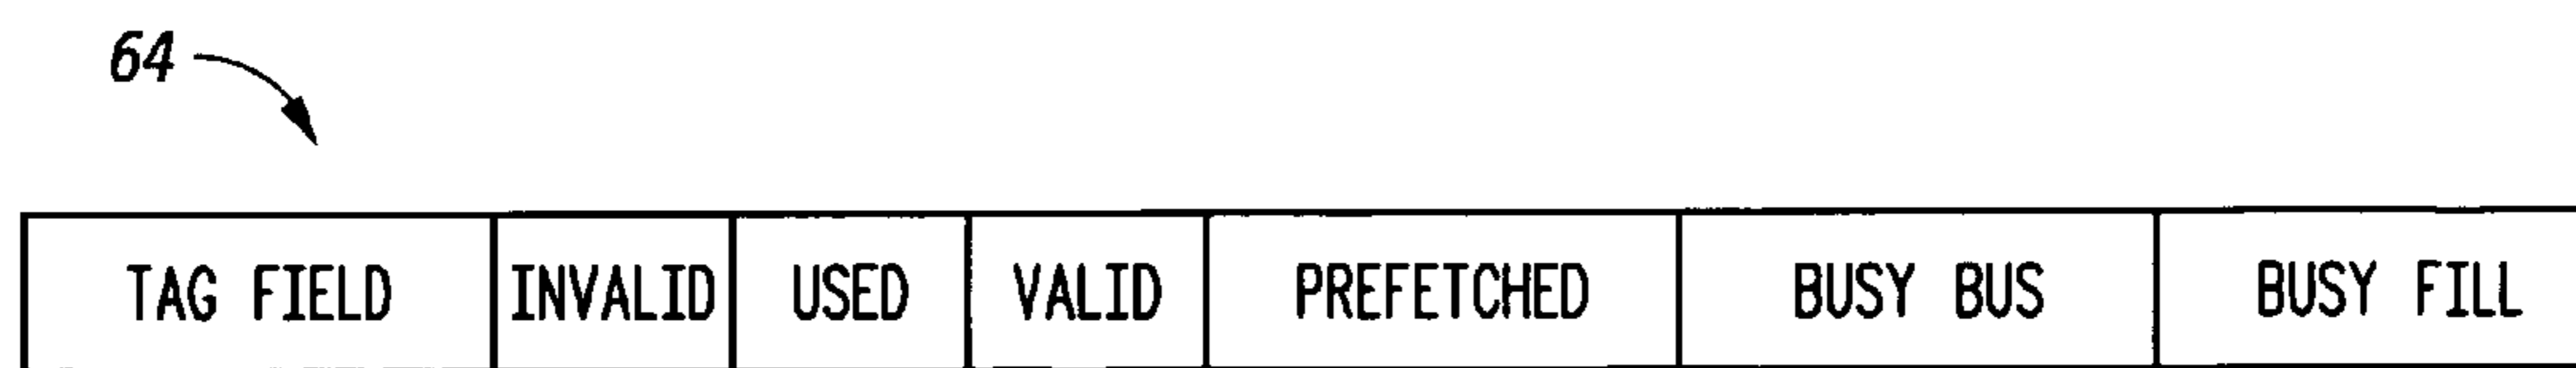 64
TAG FIELD INVALID USED VALID PREFETCHED BUSY BUS BUSY FILL